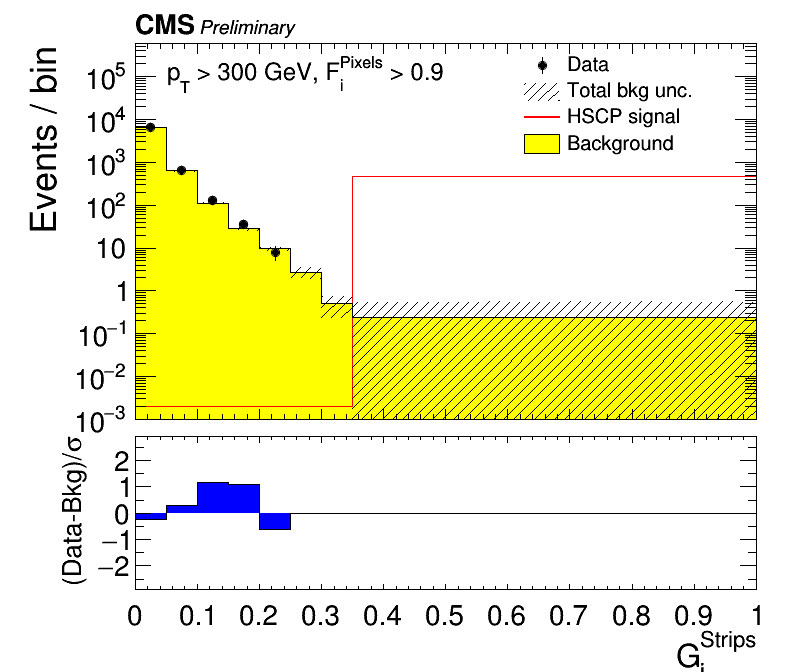 CMS Preliminary
Events / bin
p_T > 300 GeV, F_i^Pixels > 0.9
Data
Total bkg unc.
HSCP signal
Background
10^5
10^4
10^3
10^2
10
1
10^−1
10^−2
10^−3
(Data-Bkg)/σ
2
1
0
−1
−2
0 0.1 0.2 0.3 0.4 0.5 0.6 0.7 0.8 0.9 1
G_i^Strips